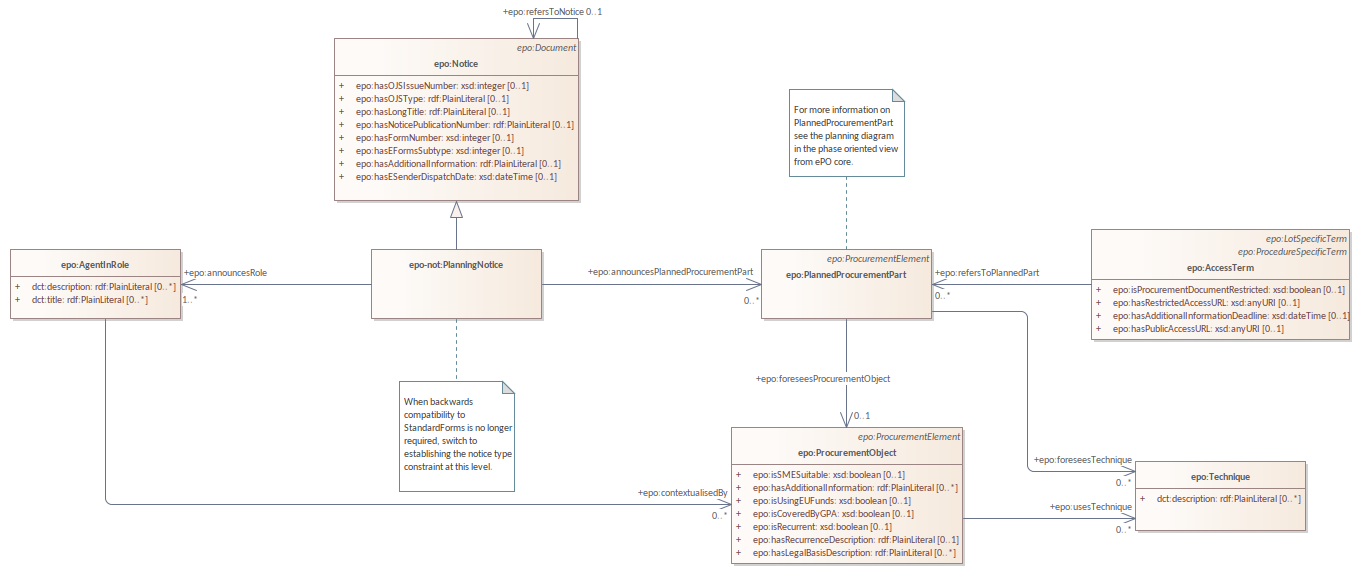 +epo:refersToNotice 0..1
epo:Document
epo:Notice
+ epo:hasOJSIssueNumber: xsd:integer [0..1]
+ epo:hasOJSType: rdf:PlainLiteral [0..1]
+ epo:hasLongTitle: rdf:PlainLiteral [0..1]
+ epo:hasNoticePublicationNumber: rdf:PlainLiteral [0..1]
+ epo:hasFormNumber: xsd:integer [0..1]
+ epo:hasEFormsSubtype: xsd:integer [0..1]
+ epo:hasAdditionalInformation: rdf:PlainLiteral [0..1]
+ epo:hasESenderDispatchDate: xsd:dateTime [0..1]
For more information on
PlannedProcurementPart
see the planning diagram
in the phase oriented view
from ePO core.
epo:AgentInRole
+ dct:description: rdf:PlainLiteral [0..*]
+ dct:title: rdf:PlainLiteral [0..*]
+epo:announcesRole
1..*
epo-not:PlanningNotice
+epo:announcesPlannedProcurementPart
0..*
epo:ProcurementElement
epo:PlannedProcurementPart
+epo:refersToPlannedPart
0..*
epo:LotSpecificTerm
epo:ProcedureSpecificTerm
epo:AccessTerm
+ epo:isProcurementDocumentRestricted: xsd:boolean [0..1]
+ epo:hasRestrictedAccessURL: xsd:anyURI [0..1]
+ epo:hasAdditionalInformationDeadline: xsd:dateTime [0..1]
+ epo:hasPublicAccessURL: xsd:anyURI [0..1]
When backwards
compatibility to
StandardForms is no longer
required, switch to
establishing the notice type
constraint at this level.
+epo:foreseesProcurementObject
0..1
epo:ProcurementElement
epo:ProcurementObject
+ epo:isSMESuitable: xsd:boolean [0..1]
+ epo:hasAdditionalInformation: rdf:PlainLiteral [0..*]
+ epo:isUsingEUFunds: xsd:boolean [0..1]
+ epo:isCoveredByGPA: xsd:boolean [0..1]
+ epo:isRecurrent: xsd:boolean [0..1]
+ epo:hasRecurrenceDescription: rdf:PlainLiteral [0..1]
+ epo:hasLegalBasisDescription: rdf:PlainLiteral [0..*]
+epo:contextualisedBy
0..*
+epo:foreseesTechnique
0..*
+epo:usesTechnique
0..*
epo:Technique
+ dct:description: rdf:PlainLiteral [0..*]